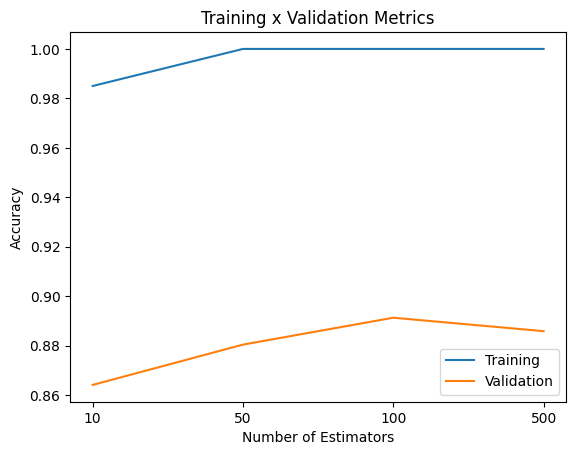 Training x Validation Metrics
1.00
0.98
0.96
0.94
0.92
0.90
0.88
0.86
Accuracy
Training
Validation
10 50 100 500
Number of Estimators